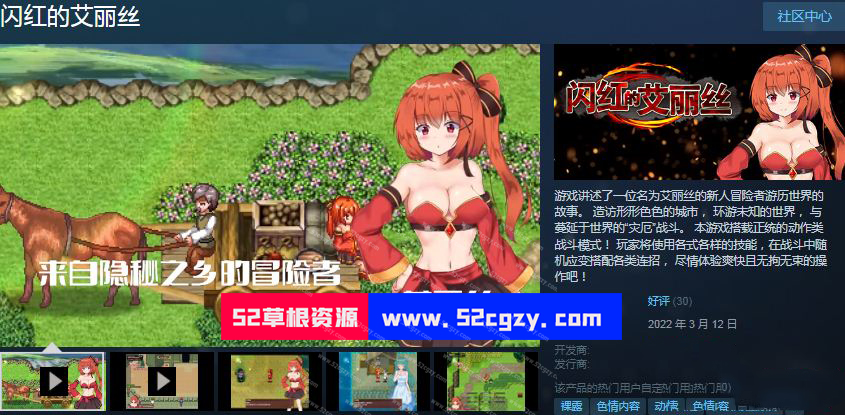 闪红的艾丽丝
社区中心
闪红的艾丽丝
来自隐秘之乡的冒险者
52草根资源 www.52cgzy.com
游戏讲述了一位名为艾丽丝的新人冒险者游历世界的
故事。 造访形形色色的城市， 环游未知的世界， 与
蔓延于世界的“灾厄”战斗。 本游戏搭载正统的动作类
战斗模式！ 玩家将使用各式各样的技能，在战斗中随
机应变搭配各类连招， 尽情体验爽快且无拘无束的操
作吧！
好评 (30)
2022 年 3 月 12 日
开发商:
发行商:
该产品的热门用户自定
裸露 色情内容 动情 色情内容